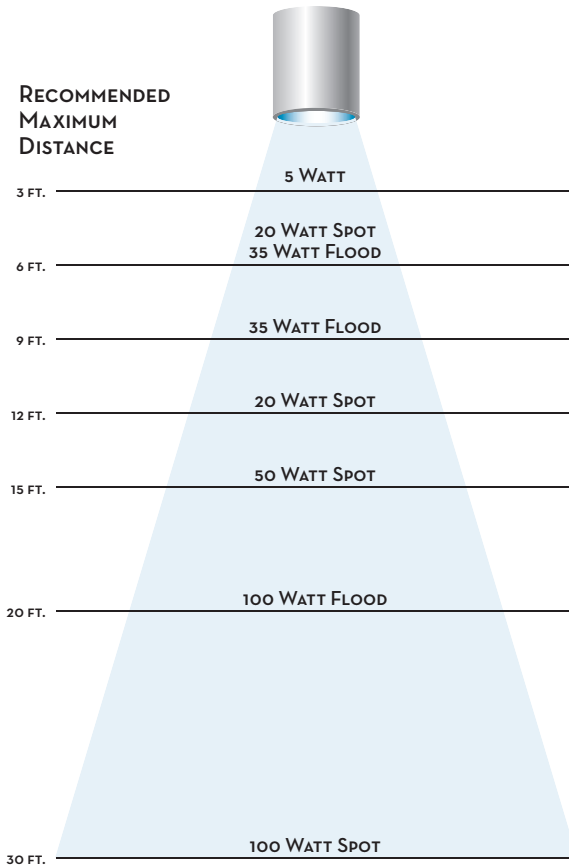 Recommended
Maximum
Distance
5 Watt
3 ft.
20 Watt Spot
35 Watt Flood
6 ft.
35 Watt Flood
9 ft.
20 Watt Spot
12 ft.
50 Watt Spot
15 ft.
100 Watt Flood
20 ft.
100 Watt Spot
30 ft.